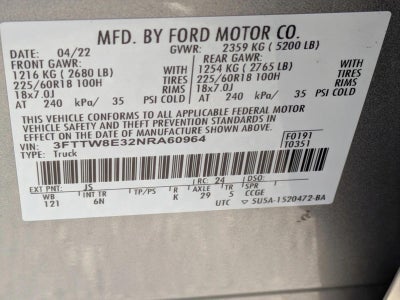 MFD. BY FORD MOTOR CO.
DATE: 04/22 GVWR: 2359 KG ( 5200 LB)
FRONT GAWR: REAR GAWR:
1216 KG ( 2680 LB) WITH 1254 KG ( 2765 LB) WITH
225/60R18 100H TIRES 225/60R18 100H TIRES
18x7.0J RIMS 18x7.0J RIMS
AT 240 kPa/ 35 PSI COLD AT 240 kPa/ 35 PSI COLD
THIS VEHICLE CONFORMS TO ALL APPLICABLE FEDERAL MOTOR
VEHICLE SAFETY AND THEFT PREVENTION STANDARDS IN
EFFECT ON THE DATE OF MANUFACTURE SHOWN ABOVE.
VIN: 3FTTW8E32NRA60964 F0191
TYPE: Truck T0351
EXT PNT: JS RC: 24 DSO:
WB INT TR TP/PS R AXLE TR SPR
121 6N K 29 5 CCGE
UTC 5U5A-1520472-BA